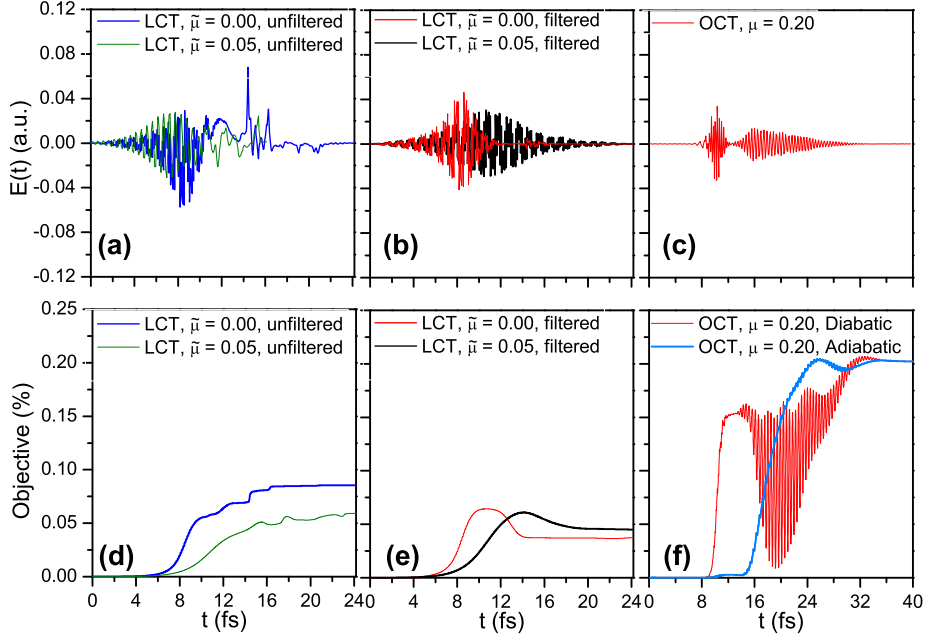 0.12
0.08
0.04
0.00
-0.04
-0.08
-0.12
E(t) (a.u.)
LCT, μ̃ = 0.00, unfiltered
LCT, μ̃ = 0.05, unfiltered
(a)
LCT, μ̃ = 0.00, filtered
LCT, μ̃ = 0.05, filtered
(b)
OCT, μ = 0.20
(c)
0.25
0.20
0.15
0.10
0.05
0.00
Objective (%)
LCT, μ̃ = 0.00, unfiltered
LCT, μ̃ = 0.05, unfiltered
(d)
0 4 8 12 16 20 24
t (fs)
LCT, μ̃ = 0.00, filtered
LCT, μ̃ = 0.05, filtered
(e)
0 4 8 12 16 20 24
t (fs)
OCT, μ = 0.20, Diabatic
OCT, μ = 0.20, Adiabatic
(f)
0 8 16 24 32 40
t (fs)